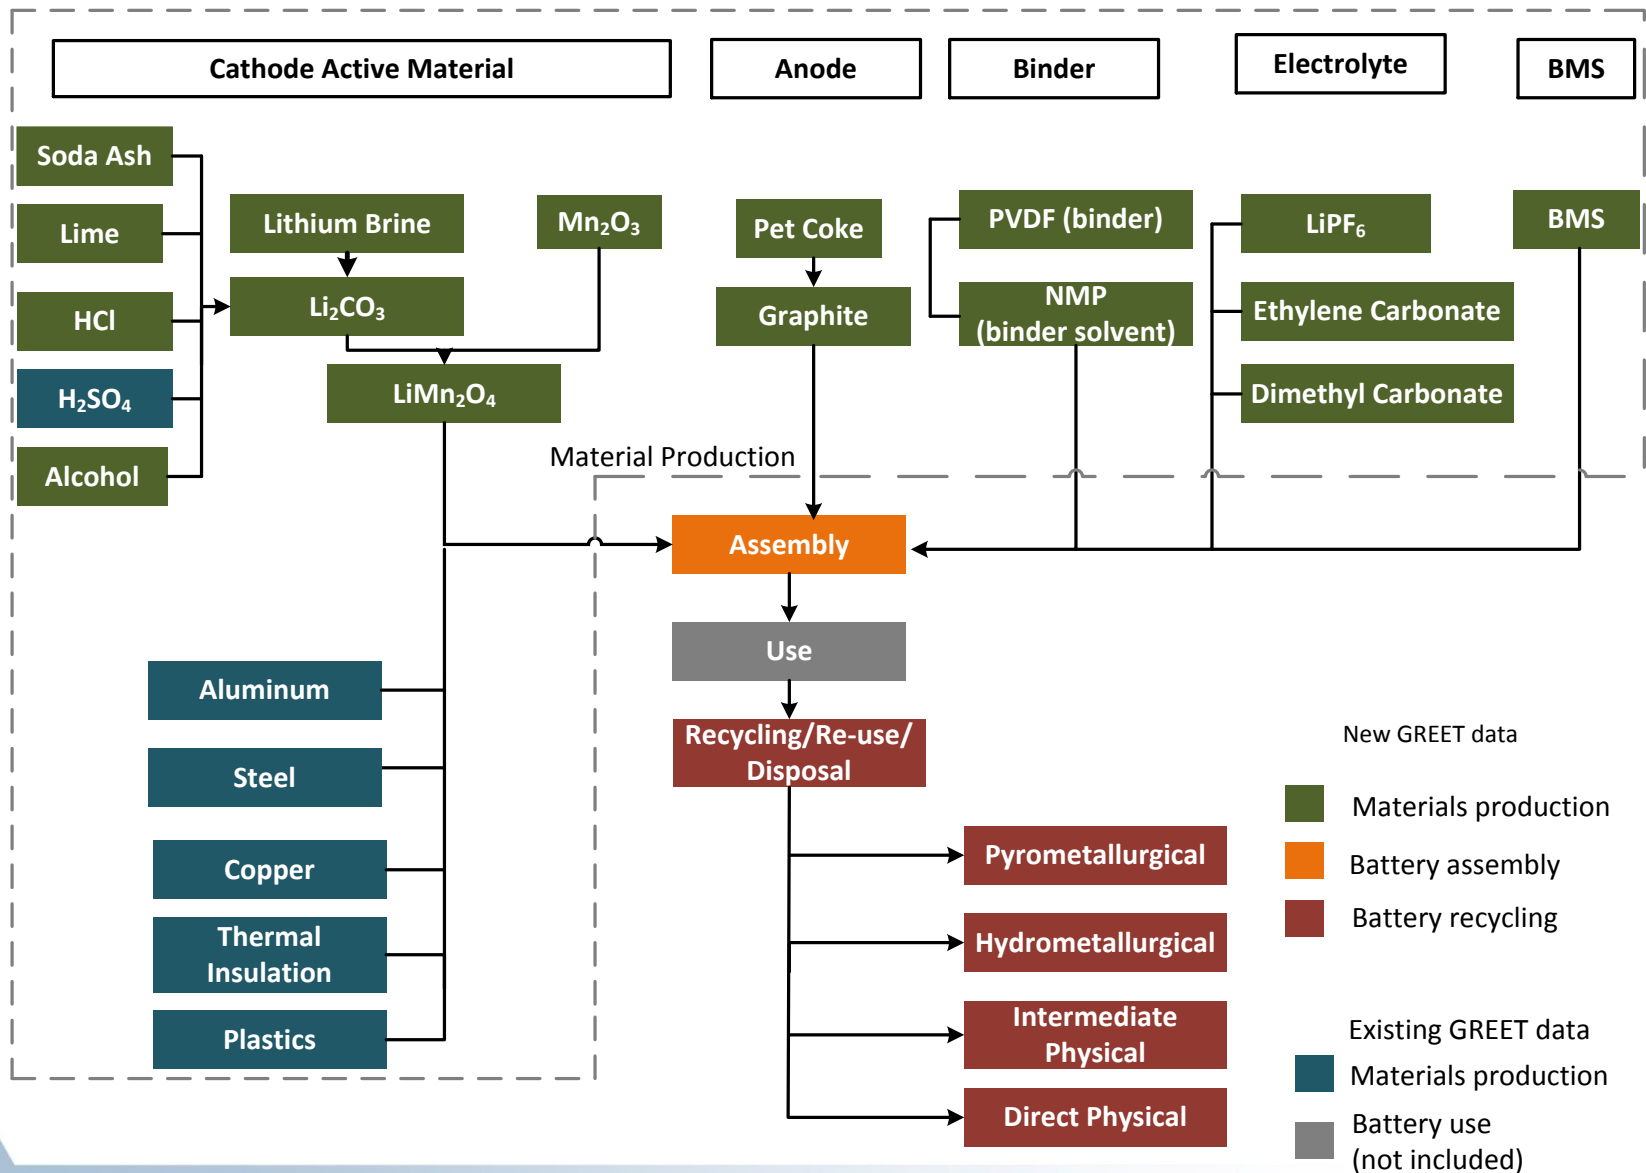 Cathode Active Material
Anode
Binder
Electrolyte
BMS
Soda Ash
Lime
HCl
H₂SO₄
Alcohol
Lithium Brine
Li₂CO₃
Mn₂O₃
LiMn₂O₄
Pet Coke
Graphite
PVDF (binder)
NMP
(binder solvent)
LiPF₆
Ethylene Carbonate
Dimethyl Carbonate
BMS
Material Production
Assembly
Use
Recycling/Re-use/
Disposal
Aluminum
Steel
Copper
Thermal
Insulation
Plastics
Pyrometallurgical
Hydrometallurgical
Intermediate
Physical
Direct Physical
New GREET data
Materials production
Battery assembly
Battery recycling
Existing GREET data
Materials production
Battery use
(not included)